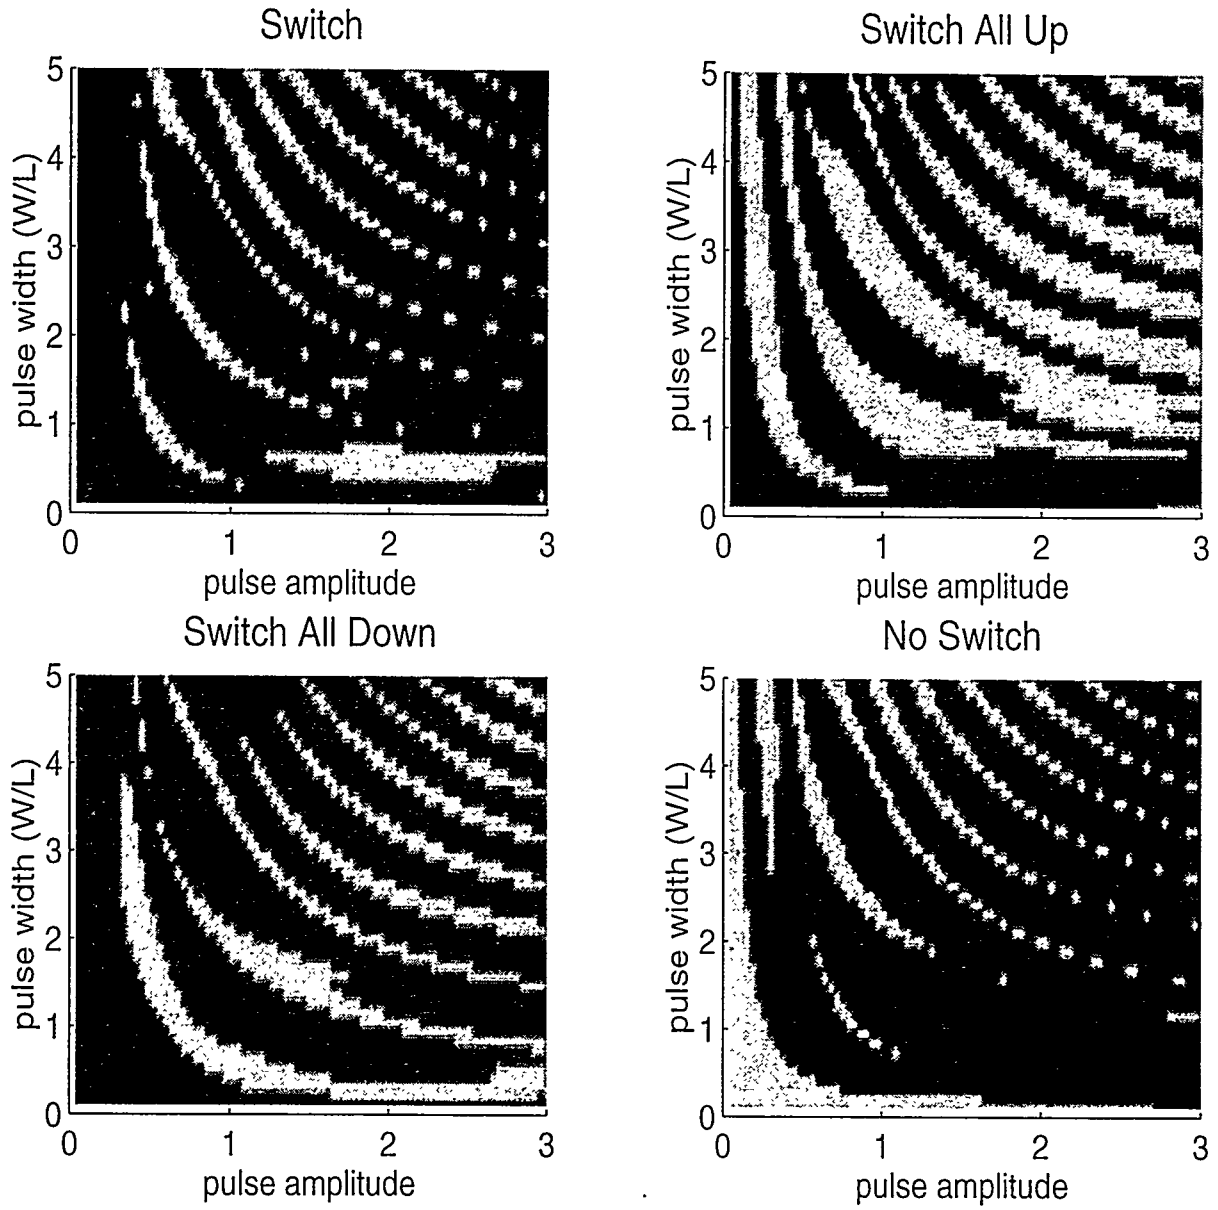 Switch
5
4
3
2
1
0
pulse width (W/L)
0 1 2 3
pulse amplitude
Switch All Up
5
4
3
2
1
0
pulse width (W/L)
0 1 2 3
pulse amplitude
Switch All Down
5
4
3
2
1
0
pulse width (W/L)
0 1 2 3
pulse amplitude
No Switch
5
4
3
2
1
0
pulse width (W/L)
0 1 2 3
pulse amplitude